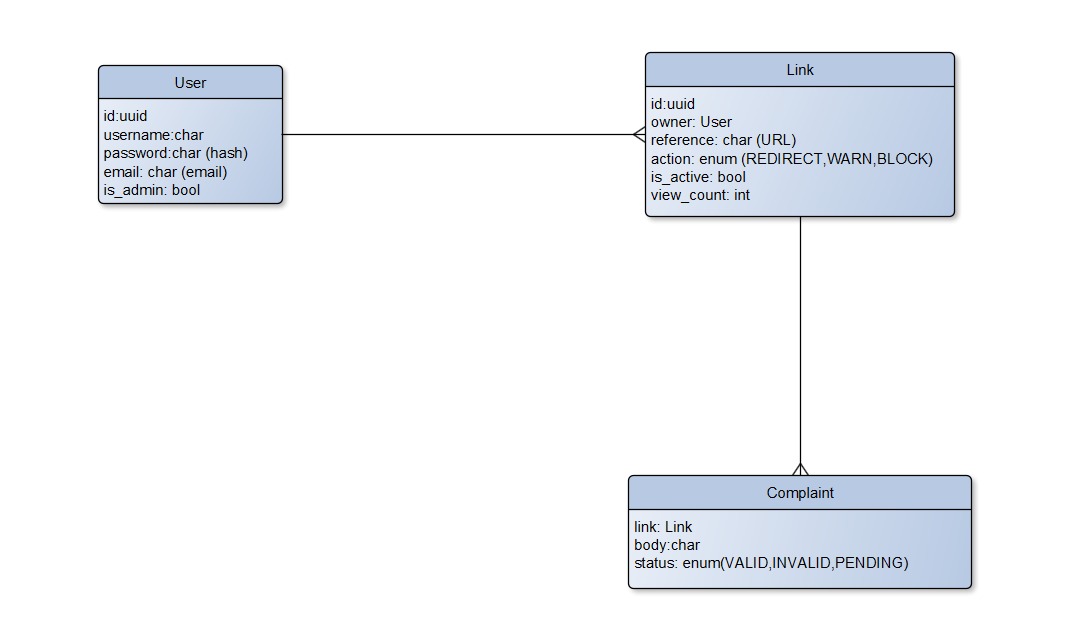 User
id:uuid
username:char
password:char (hash)
email: char (email)
is_admin: bool
Link
id:uuid
owner: User
reference: char (URL)
action: enum (REDIRECT,WARN,BLOCK)
is_active: bool
view_count: int
Complaint
link: Link
body:char
status: enum(VALID,INVALID,PENDING)